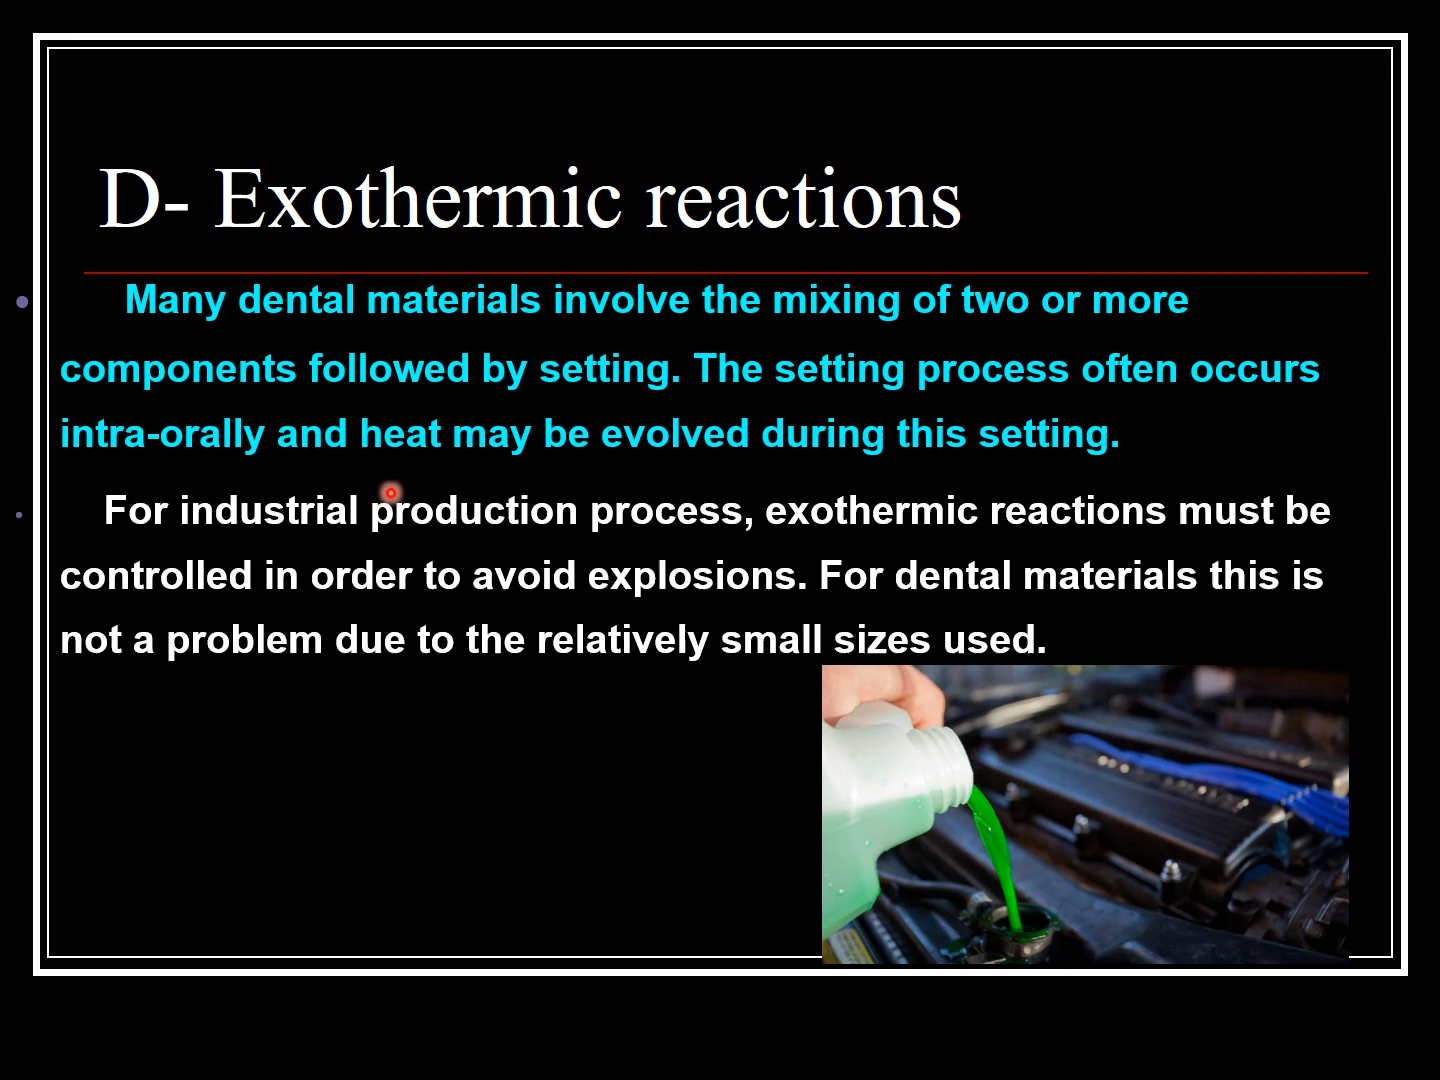 D- Exothermic reactions
• Many dental materials involve the mixing of two or more
components followed by setting. The setting process often occurs
intra-orally and heat may be evolved during this setting.
• For industrial production process, exothermic reactions must be
controlled in order to avoid explosions. For dental materials this is
not a problem due to the relatively small sizes used.